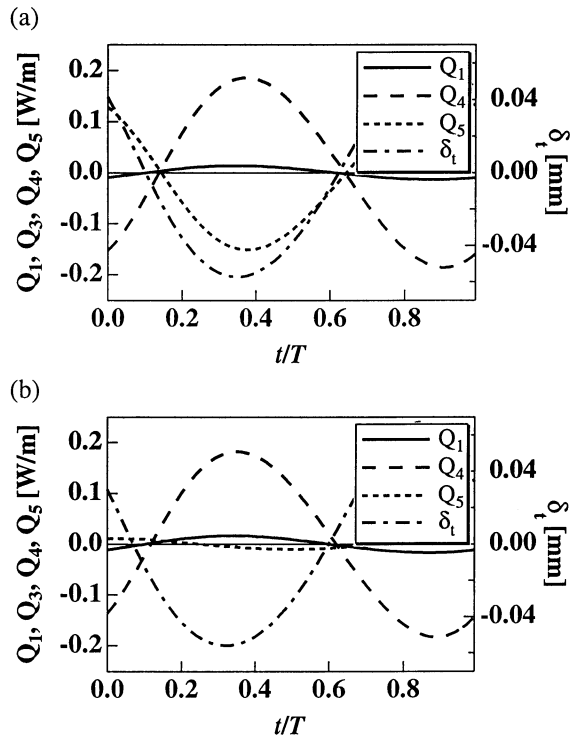 (a)
Q1, Q3, Q4, Q5 [W/m]
0.2
0.1
0.0
-0.1
-0.2
Q1
Q4
Q5
δt
0.04
0.00
-0.04
δt [mm]
0.0 0.2 0.4 0.6 0.8
t/T
(b)
Q1, Q3, Q4, Q5 [W/m]
0.2
0.1
0.0
-0.1
-0.2
Q1
Q4
Q5
δt
0.04
0.00
-0.04
δt [mm]
0.0 0.2 0.4 0.6 0.8
t/T